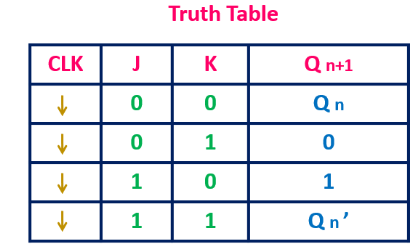 Truth Table
CLK J K Q n+1
↓ 0 0 Q n
↓ 0 1 0
↓ 1 0 1
↓ 1 1 Q n’